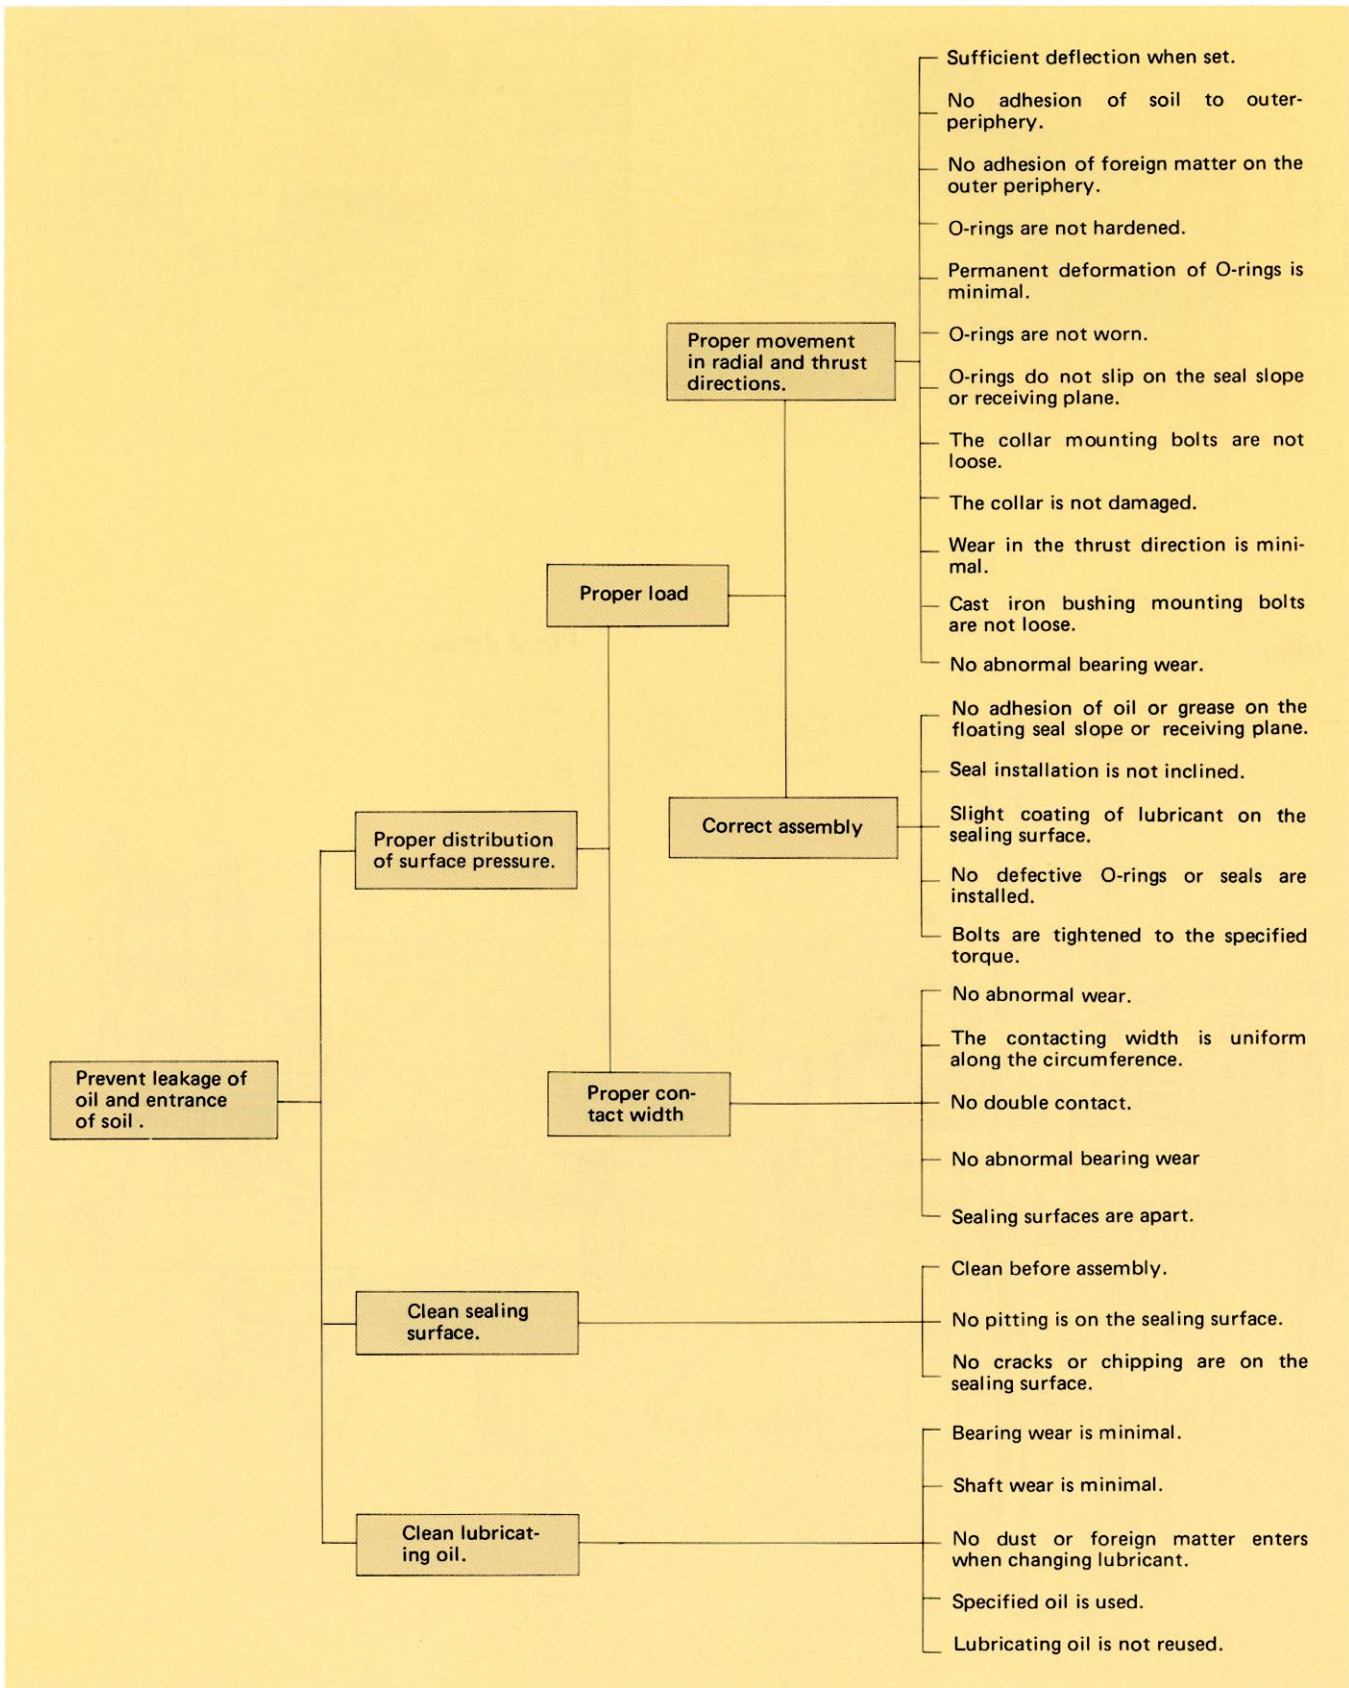 Sufficient deflection when set.
No adhesion of soil to outer-
periphery.
No adhesion of foreign matter on the
outer periphery.
O-rings are not hardened.
Permanent deformation of O-rings is
minimal.
Proper movement
in radial and thrust
directions.
O-rings are not worn.
O-rings do not slip on the seal slope
or receiving plane.
The collar mounting bolts are not
loose.
The collar is not damaged.
Wear in the thrust direction is mini-
mal.
Proper load
Cast iron bushing mounting bolts
are not loose.
No abnormal bearing wear.
No adhesion of oil or grease on the
floating seal slope or receiving plane.
Seal installation is not inclined.
Correct assembly
Slight coating of lubricant on the
sealing surface.
Proper distribution
of surface pressure.
No defective O-rings or seals are
installed.
Bolts are tightened to the specified
torque.
No abnormal wear.
The contacting width is uniform
along the circumference.
Prevent leakage of
oil and entrance
of soil .
Proper con-
tact width
No double contact.
No abnormal bearing wear
Sealing surfaces are apart.
Clean before assembly.
Clean sealing
surface.
No pitting is on the sealing surface.
No cracks or chipping are on the
sealing surface.
Bearing wear is minimal.
Shaft wear is minimal.
Clean lubricat-
ing oil.
No dust or foreign matter enters
when changing lubricant.
Specified oil is used.
Lubricating oil is not reused.